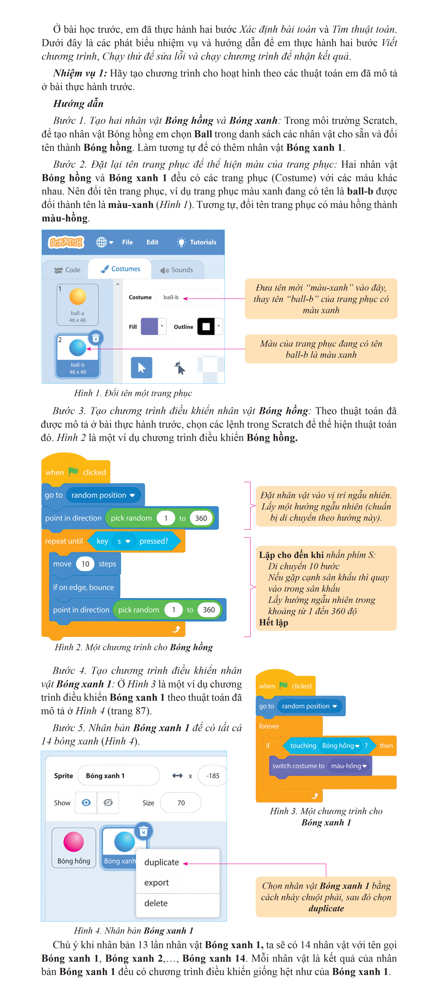 Ở bài học trước, em đã thực hành hai bước Xác định bài toán và Tìm thuật toán.
Dưới đây là các phát biểu nhiệm vụ và hướng dẫn để em thực hành hai bước Viết
chương trình, Chạy thử để sửa lỗi và chạy chương trình để nhận kết quả.
Nhiệm vụ 1: Hãy tạo chương trình cho hoạt hình theo các thuật toán em đã mô tả
ở bài thực hành trước.
Hướng dẫn
Bước 1. Tạo hai nhân vật Bóng hồng và Bóng xanh: Trong môi trường Scratch,
để tạo nhân vật Bóng hồng em chọn Ball trong danh sách các nhân vật cho sẵn và đổi
tên thành Bóng hồng. Làm tương tự để có thêm nhân vật Bóng xanh 1.
Bước 2. Đặt lại tên trang phục để thể hiện màu của trang phục: Hai nhân vật
Bóng hồng và Bóng xanh 1 đều có các trang phục (Costume) với các màu khác
nhau. Nên đổi tên trang phục, ví dụ trang phục màu xanh đang có tên là ball-b được
đổi thành tên là màu-xanh (Hình 1). Tương tự, đổi tên trang phục có màu hồng thành
màu-hồng.
SCRATCH File Edit Tutorials
Code Costumes Sounds
1
ball-a
46 x 46
Costume ball-b
Fill Outline
2
ball-b
46 x 46
Đưa tên mới “màu-xanh” vào đây,
thay tên “ball-b” của trang phục có
màu xanh
Màu của trang phục đang có tên
ball-b là màu xanh
Hình 1. Đổi tên một trang phục
Bước 3. Tạo chương trình điều khiển nhân vật Bóng hồng: Theo thuật toán đã
được mô tả ở bài thực hành trước, chọn các lệnh trong Scratch để thể hiện thuật toán
đó. Hình 2 là một ví dụ chương trình điều khiển Bóng hồng.
when clicked
go to random position
point in direction pick random 1 to 360
repeat until key s pressed?
move 10 steps
if on edge, bounce
point in direction pick random 1 to 360
Đặt nhân vật vào vị trí ngẫu nhiên.
Lấy một hướng ngẫu nhiên (chuẩn
bị di chuyển theo hướng này).
Lặp cho đến khi nhấn phím S:
Di chuyển 10 bước
Nếu gặp cạnh sân khấu thì quay
vào trong sân khấu
Lấy hướng ngẫu nhiên trong
khoảng từ 1 đến 360 độ
Hết lặp
Hình 2. Một chương trình cho Bóng hồng
Bước 4. Tạo chương trình điều khiển nhân
vật Bóng xanh 1: Ở Hình 3 là một ví dụ chương
trình điều khiển Bóng xanh 1 theo thuật toán đã
mô tả ở Hình 4 (trang 87).
Bước 5. Nhân bản Bóng xanh 1 để có tất cả
14 bóng xanh (Hình 4).
when clicked
go to random position
forever
if touching Bóng hồng ? then
switch costume to màu-hồng
Hình 3. Một chương trình cho
Bóng xanh 1
Sprite Bóng xanh 1 x -185
Show Size 70
Bóng hồng
Bóng xanh
duplicate
export
delete
Chọn nhân vật Bóng xanh 1 bằng
cách nháy chuột phải, sau đó chọn
duplicate
Hình 4. Nhân bản Bóng xanh 1
Chú ý khi nhân bản 13 lần nhân vật Bóng xanh 1, ta sẽ có 14 nhân vật với tên gọi
Bóng xanh 1, Bóng xanh 2,…, Bóng xanh 14. Mỗi nhân vật là kết quả của nhân
bản Bóng xanh 1 đều có chương trình điều khiển giống hệt như của Bóng xanh 1.